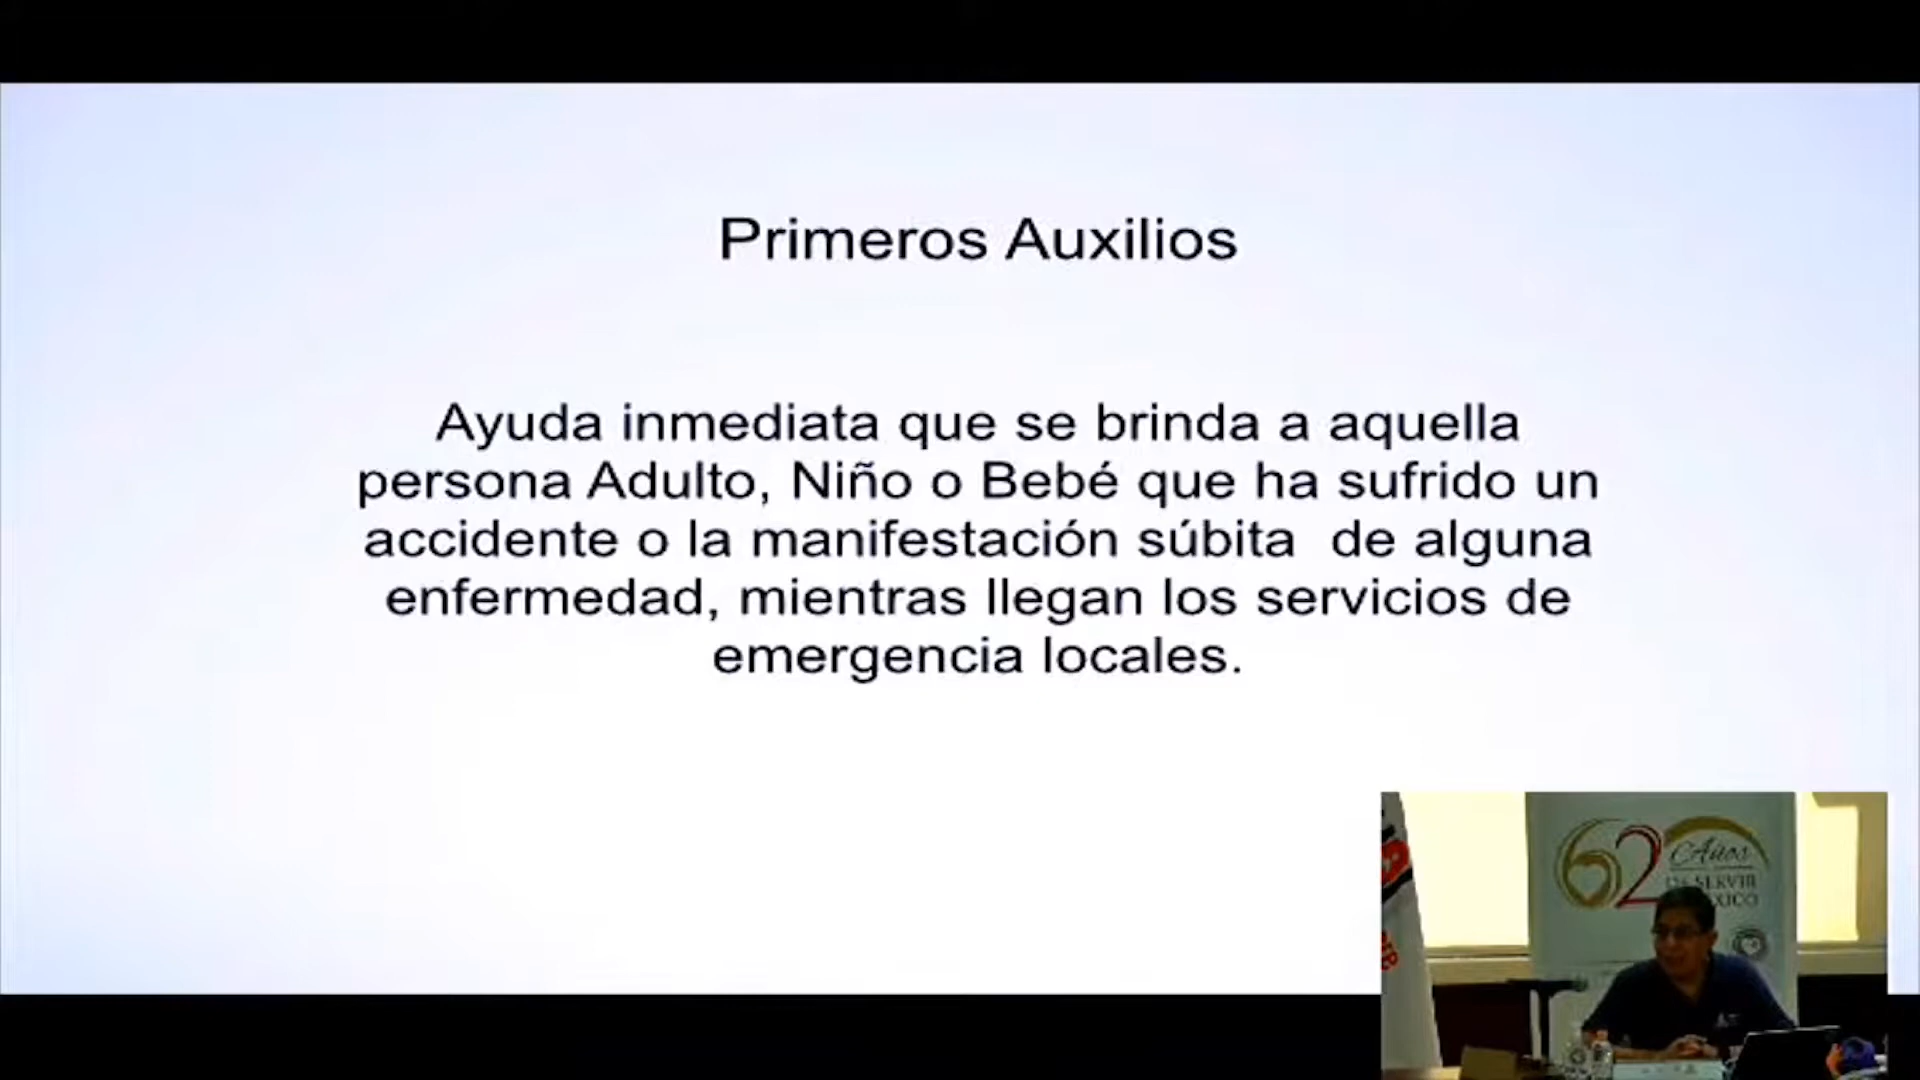 Primeros Auxilios
Ayuda inmediata que se brinda a aquella
persona Adulto, Niño o Bebé que ha sufrido un
accidente o la manifestación súbita  de alguna
enfermedad, mientras llegan los servicios de
emergencia locales.
62 Años